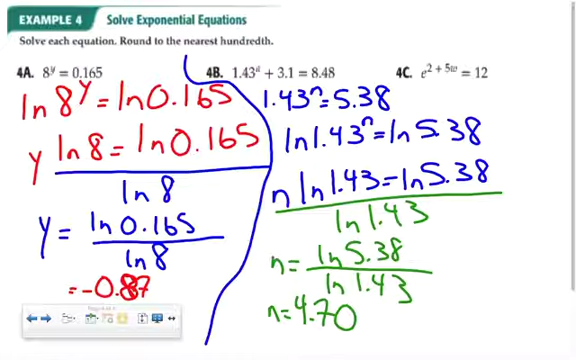 EXAMPLE 4 Solve Exponential Equations
Solve each equation. Round to the nearest hundredth.
4A. 8^y = 0.165
4B. 1.43^a + 3.1 = 8.48
4C. e^{2 + 5w} = 12
ln 8^y = ln 0.165
y ln 8 = ln 0.165
ln 8
y = ln 0.165
ln 8
= -0.87
1.43^n = 5.38
ln 1.43^n = ln 5.38
n ln 1.43 = ln 5.38
ln 1.43
n = ln 5.38
ln 1.43
n = 4.70